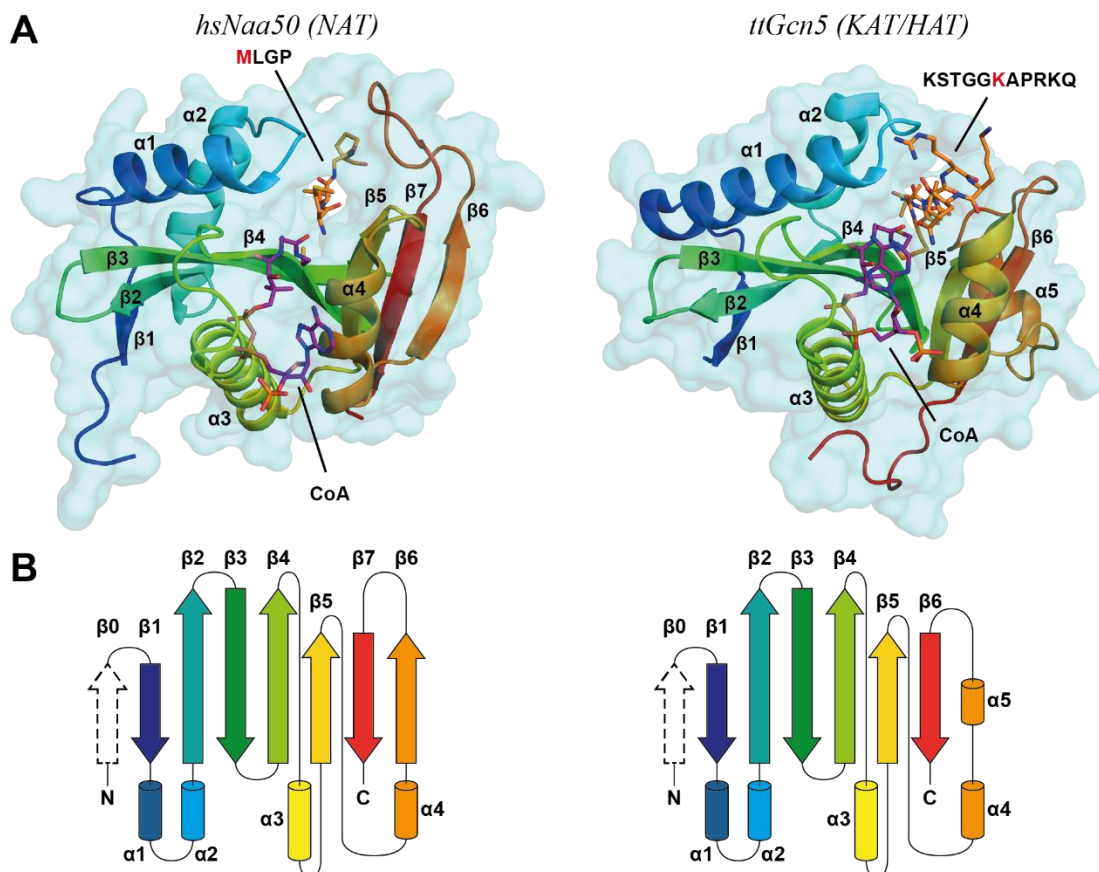 A
hsNaa50 (NAT)
ttGcn5 (KAT/HAT)
MLGP
KSTGGKAPRKQ
α2
α1
β5
β7
β6
β4
β3
α4
β2
β1
α3
CoA
α2
α1
β4
β6
β3
β5
α5
β2
α4
β1
α3
CoA
B
β2 β3 β4 β7 β6
β5
β0 β1
N
C
α3
α4
α1 α2
β2 β3 β4
β5 β6
β0 β1
α5
N
C
α3
α4
α1 α2